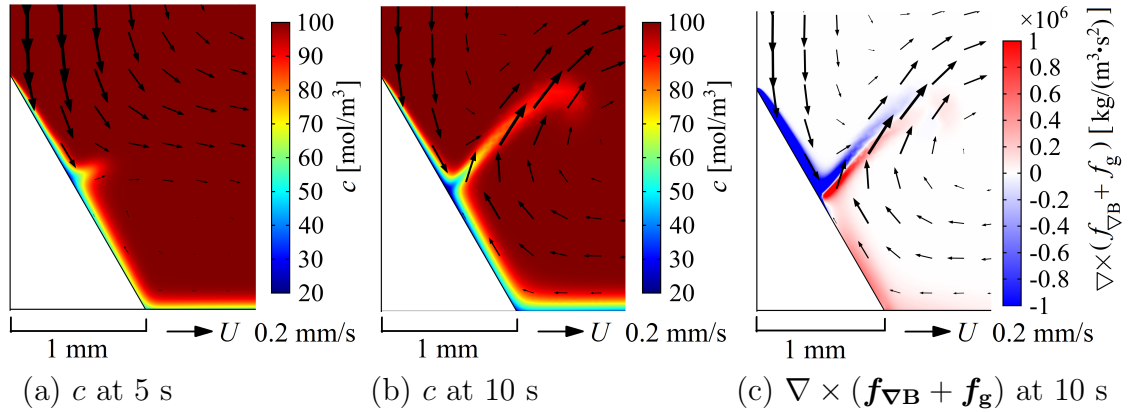 100
90
80
70
60
50
40
30
20
c [mol/m³]
1 mm
U 0.2 mm/s
(a) c at 5 s
100
90
80
70
60
50
40
30
20
c [mol/m³]
1 mm
U 0.2 mm/s
(b) c at 10 s
×10⁶
1
0.8
0.6
0.4
0.2
0
-0.2
-0.4
-0.6
-0.8
-1
∇×(f∇B + fg) [kg/(m³•s²)]
1 mm
U 0.2 mm/s
(c) ∇ × (f∇B + fg) at 10 s